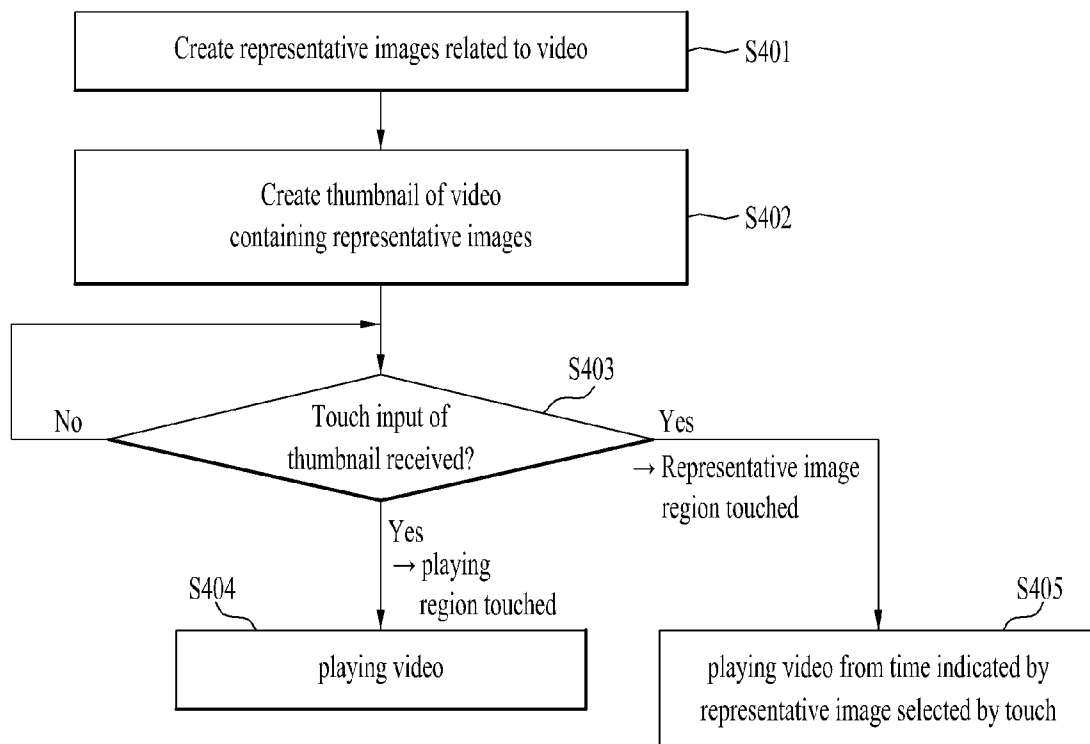 Create representative images related to video
S401
Create thumbnail of video
containing representative images
S402
S403
Touch input of
thumbnail received?
No
Yes
→ Representative image
region touched
Yes
→ playing
region touched
S404
playing video
S405
playing video from time indicated by
representative image selected by touch